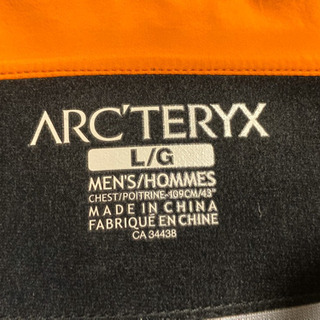 ARC'TERYX
L/G
MEN'S/HOMMES
CHEST/POITRINE-109CM/43"
MADE IN CHINA
FABRIQUÉ EN CHINE
CA 34438